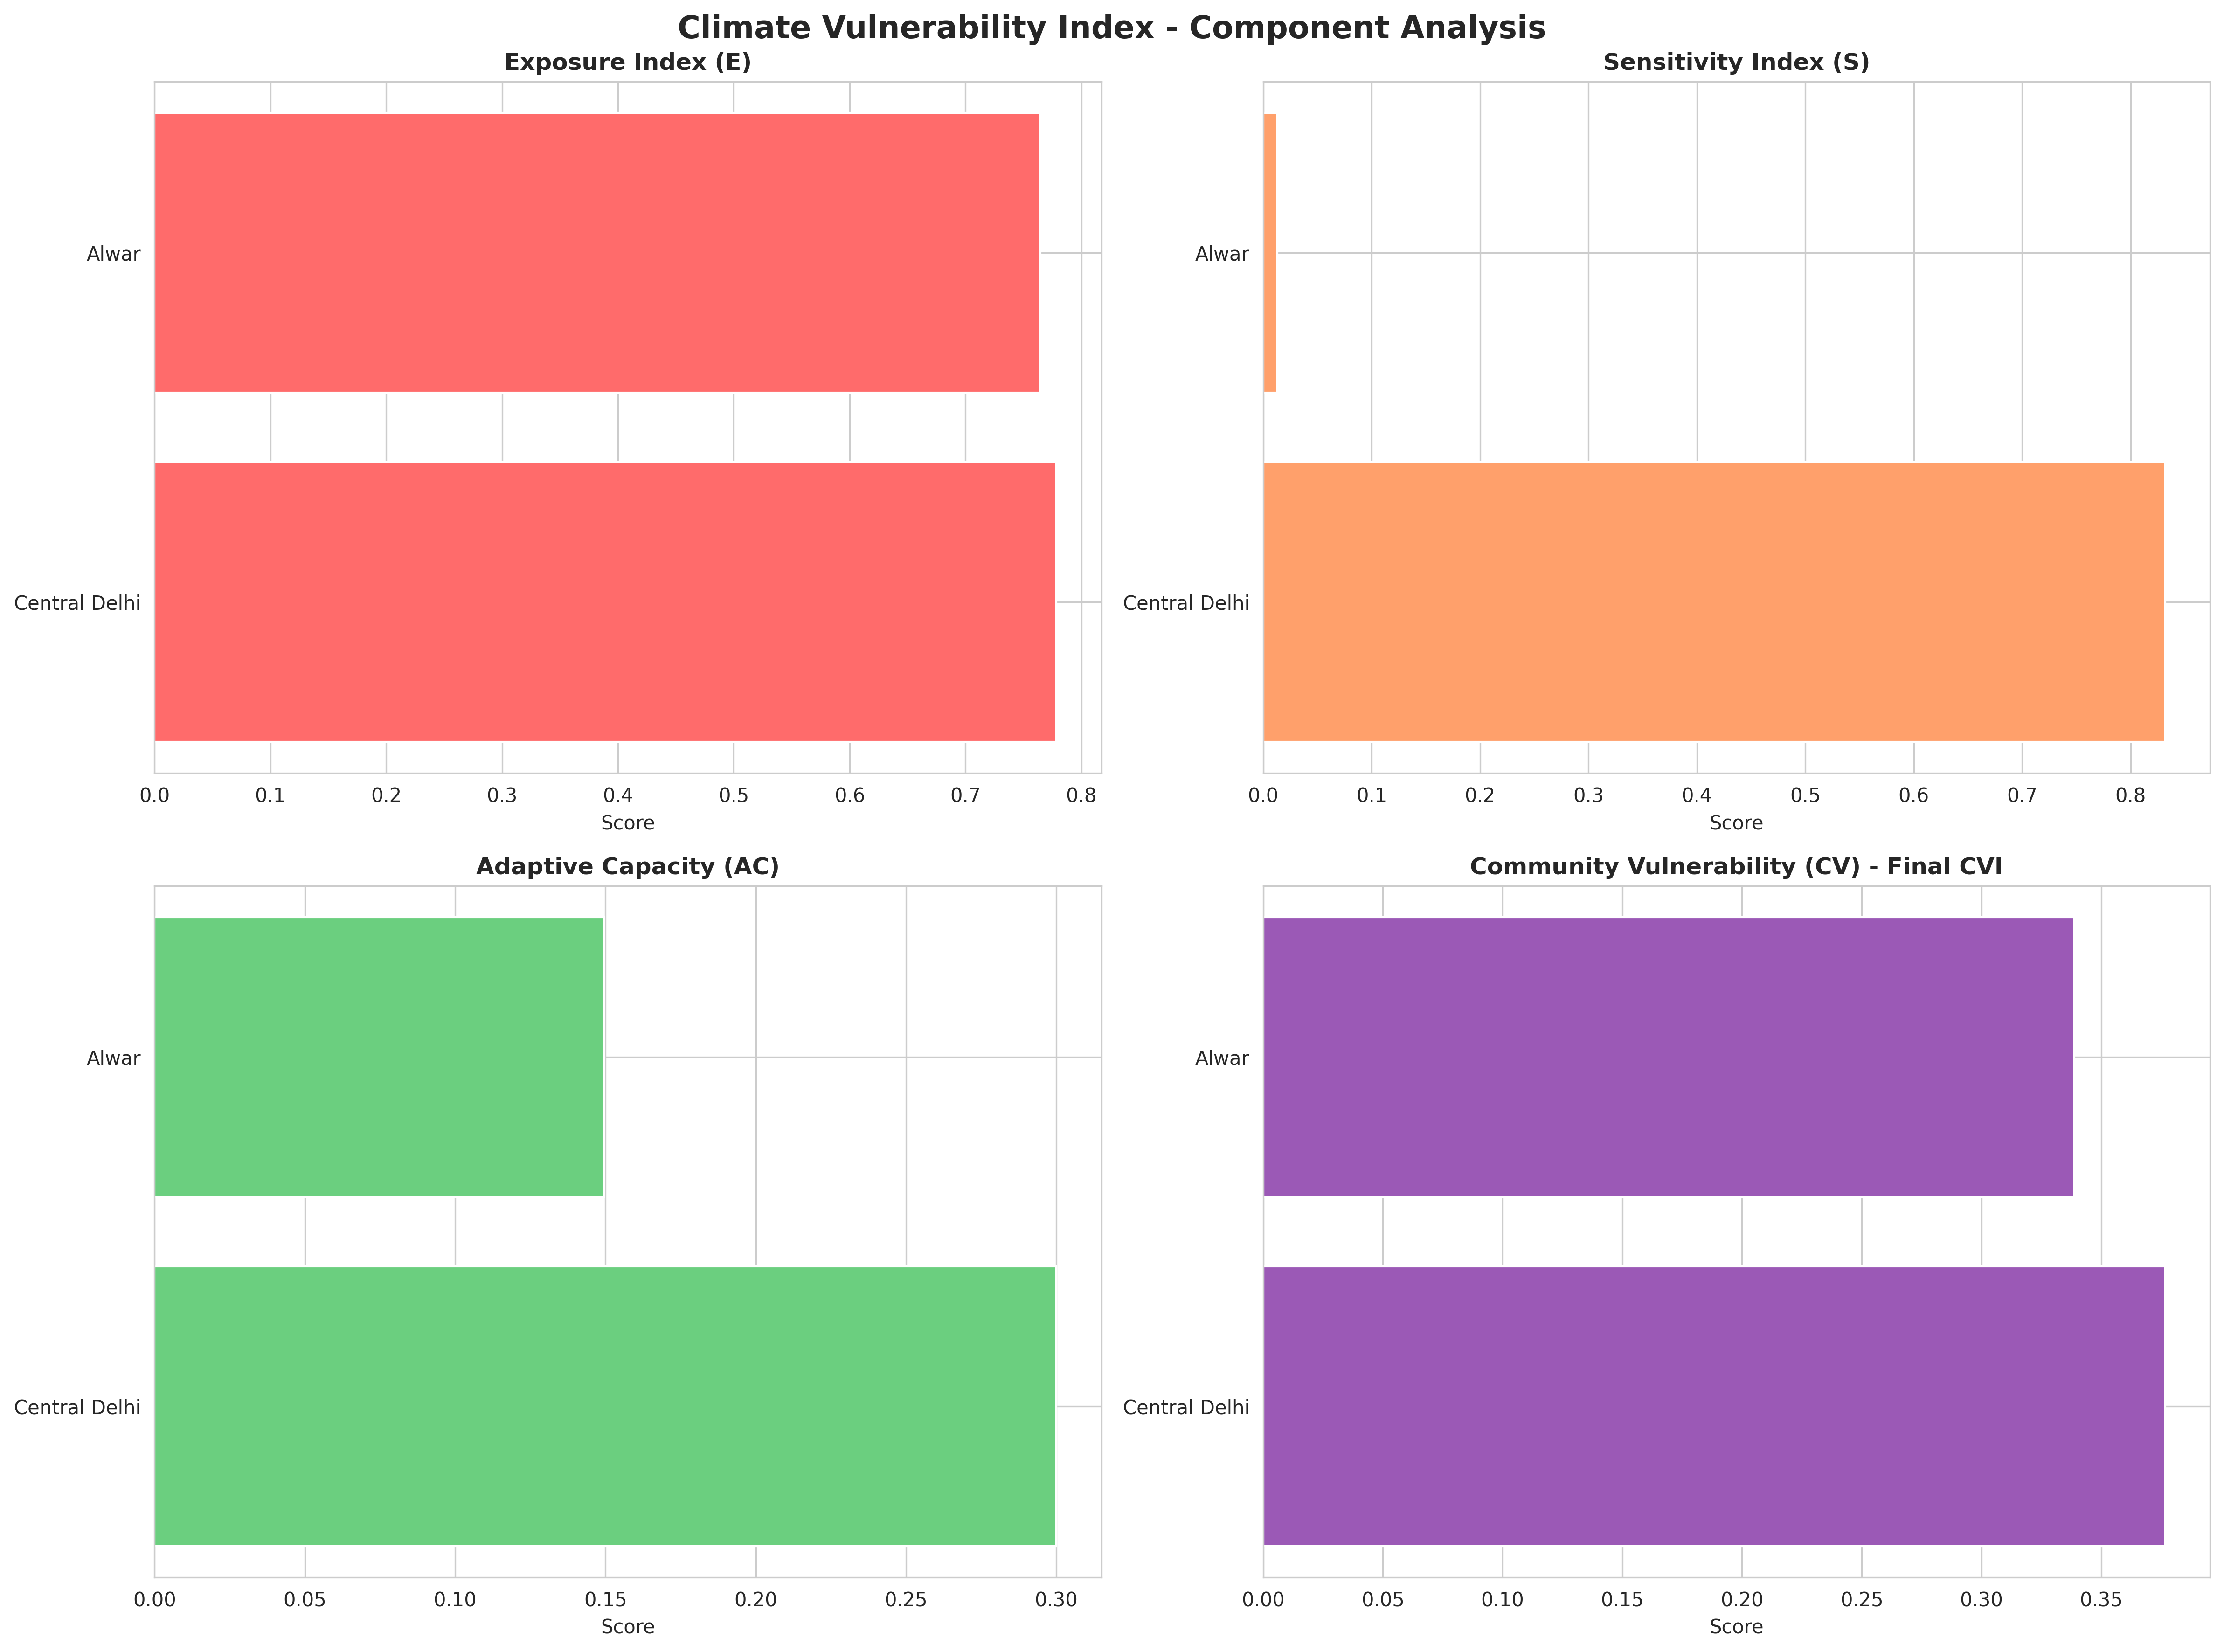 Climate Vulnerability Index - Component Analysis
Exposure Index (E)
Alwar
Central Delhi
0.0 0.1 0.2 0.3 0.4 0.5 0.6 0.7 0.8
Score
Sensitivity Index (S)
Alwar
Central Delhi
0.0 0.1 0.2 0.3 0.4 0.5 0.6 0.7 0.8
Score
Adaptive Capacity (AC)
Alwar
Central Delhi
0.00 0.05 0.10 0.15 0.20 0.25 0.30
Score
Community Vulnerability (CV) - Final CVI
Alwar
Central Delhi
0.00 0.05 0.10 0.15 0.20 0.25 0.30 0.35
Score